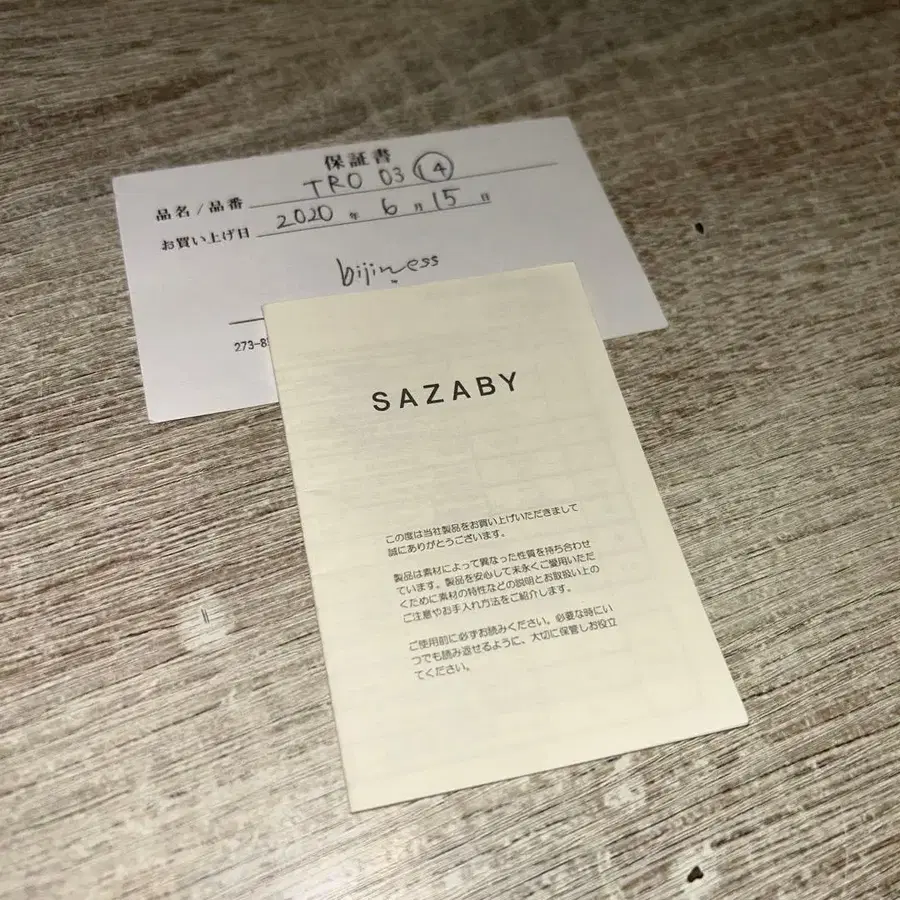 保証書
品名/品番 TRO 03 14
お買い上げ日 2020 年 6 月 15 日
bijiness
273-8
SAZABY
この度は当社製品をお買い上げいただきまして
誠にありがとうございます。
製品は素材によって異なった性質を持ち合わせ
ています。製品を安心して末永くご愛用いただ
くために素材の特性などの説明とお取扱い上の
ご注意やお手入れ方法をご紹介します。
ご使用前に必ずお読みください。必要な時にい
つでも読み返せるように、大切に保管しお役立
てください。